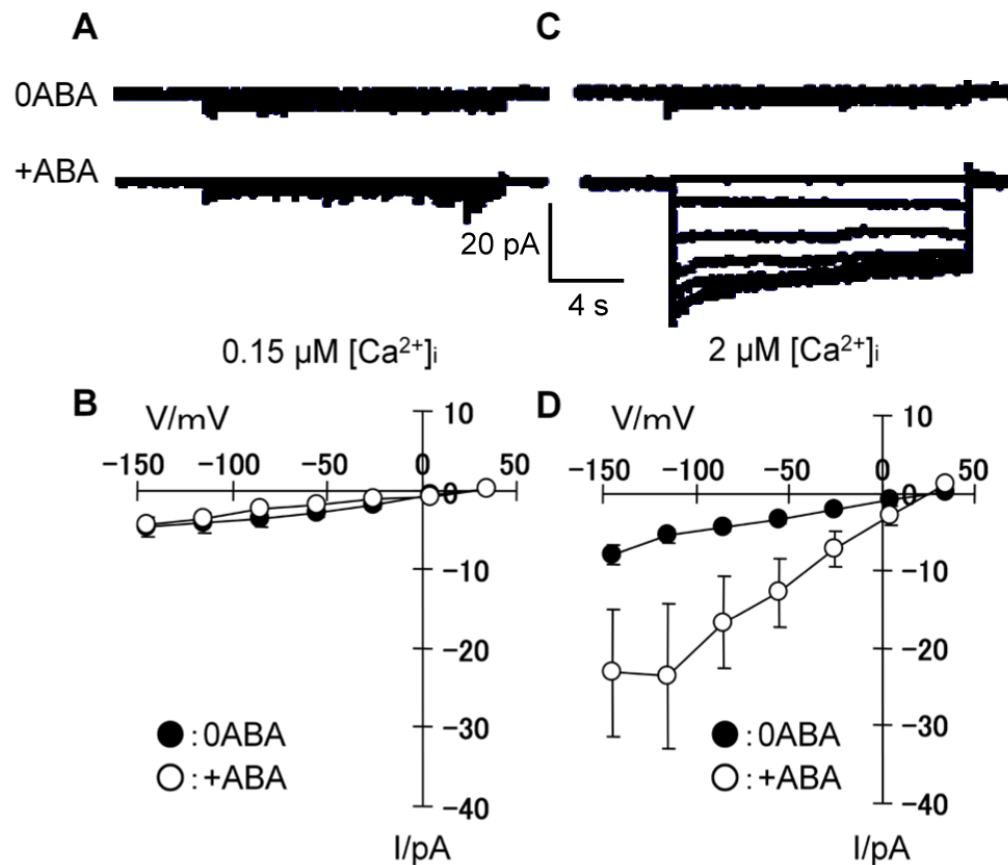 A
C
0ABA
+ABA
20 pA
4 s
0.15 µM [Ca²⁺]i
2 µM [Ca²⁺]i
B
V/mV
10
−150 −100 −50 0 50
0
−10
−20
−30
−40
●: 0ABA
○: +ABA
I/pA
D
V/mV
10
−150 −100 −50 0 50
0
−10
−20
−30
−40
●: 0ABA
○: +ABA
I/pA